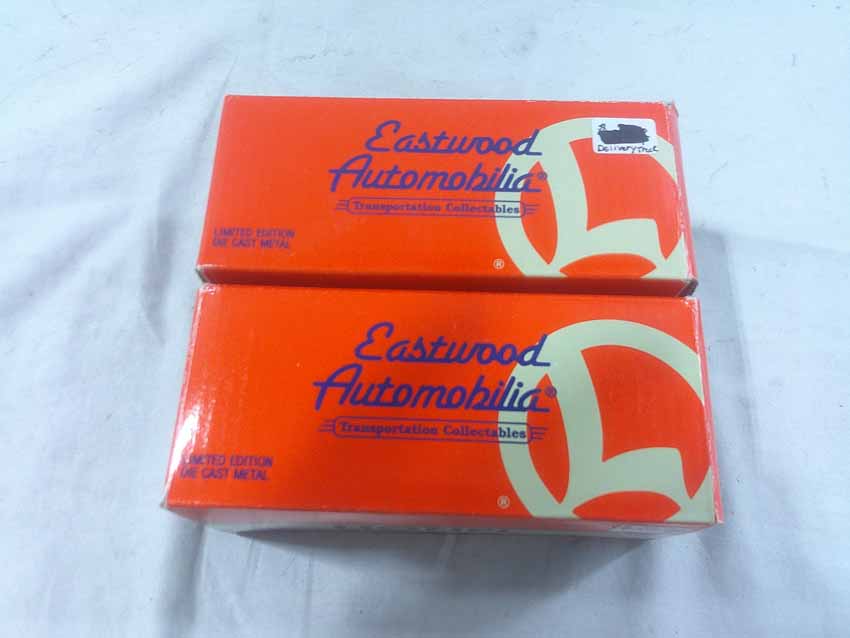 Eastwood
Automobilia®
Transportation Collectables
LIMITED EDITION
DIE CAST METAL
®
L
Delivery Truc
Eastwood
Automobilia®
Transportation Collectables
LIMITED EDITION
DIE CAST METAL
®
L